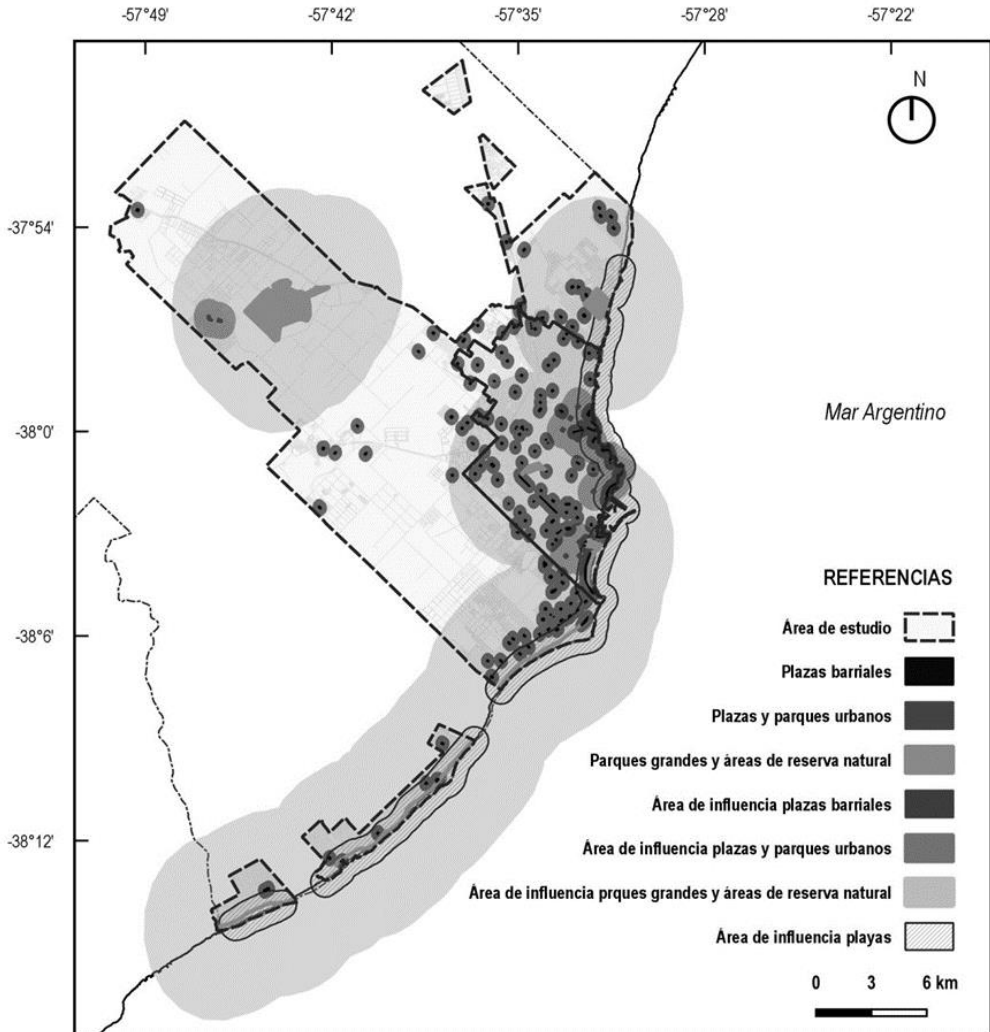 -57°49' -57°42' -57°35' -57°28' -57°22'
N
-37°54'
-38°0'
Mar Argentino
-38°6'
-38°12'
REFERENCIAS
Área de estudio
Plazas barriales
Plazas y parques urbanos
Parques grandes y áreas de reserva natural
Área de influencia plazas barriales
Área de influencia plazas y parques urbanos
Área de influencia prques grandes y áreas de reserva natural
Área de influencia playas
0 3 6 km